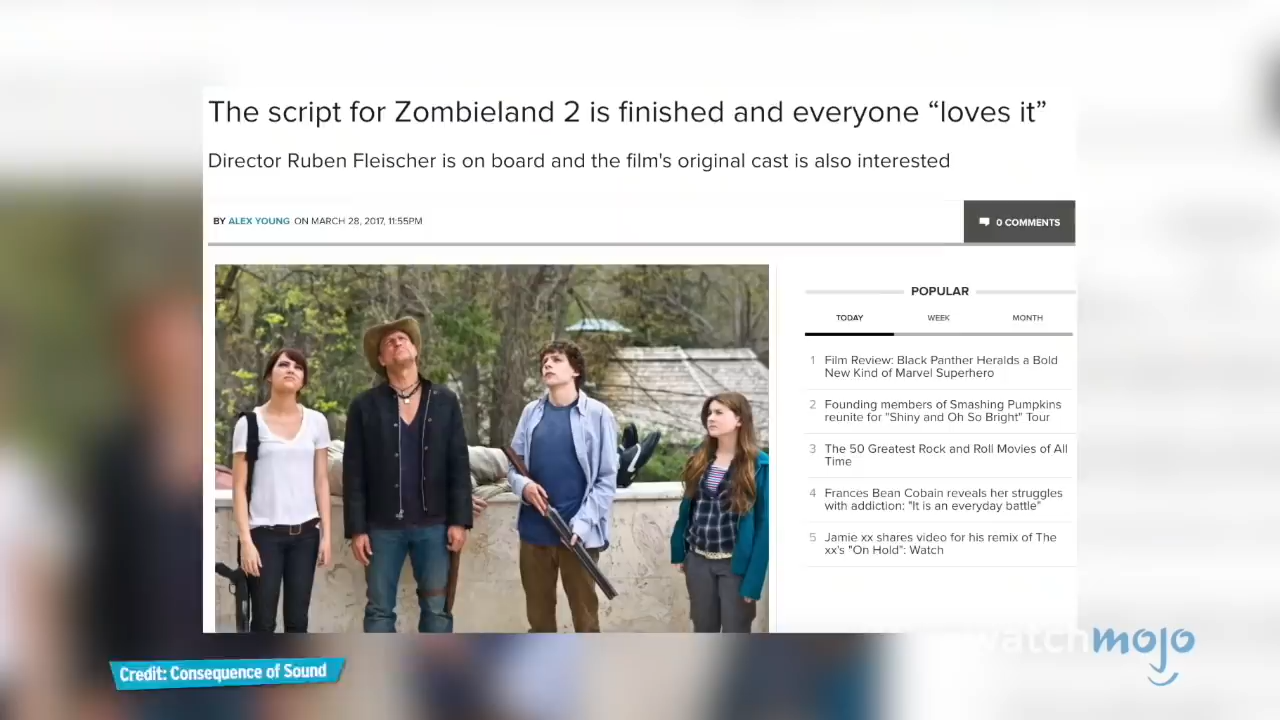 The script for Zombieland 2 is finished and everyone “loves it”
Director Ruben Fleischer is on board and the film's original cast is also interested
BY ALEX YOUNG ON MARCH 28, 2017, 11:55PM
0 COMMENTS
POPULAR
TODAY WEEK MONTH
1 Film Review: Black Panther Heralds a Bold
New Kind of Marvel Superhero
2 Founding members of Smashing Pumpkins
reunite for "Shiny and Oh So Bright" Tour
3 The 50 Greatest Rock and Roll Movies of All
Time
4 Frances Bean Cobain reveals her struggles
with addiction: "It is an everyday battle"
5 Jamie xx shares video for his remix of The
xx's "On Hold": Watch
watchmojo
Credit: Consequence of Sound